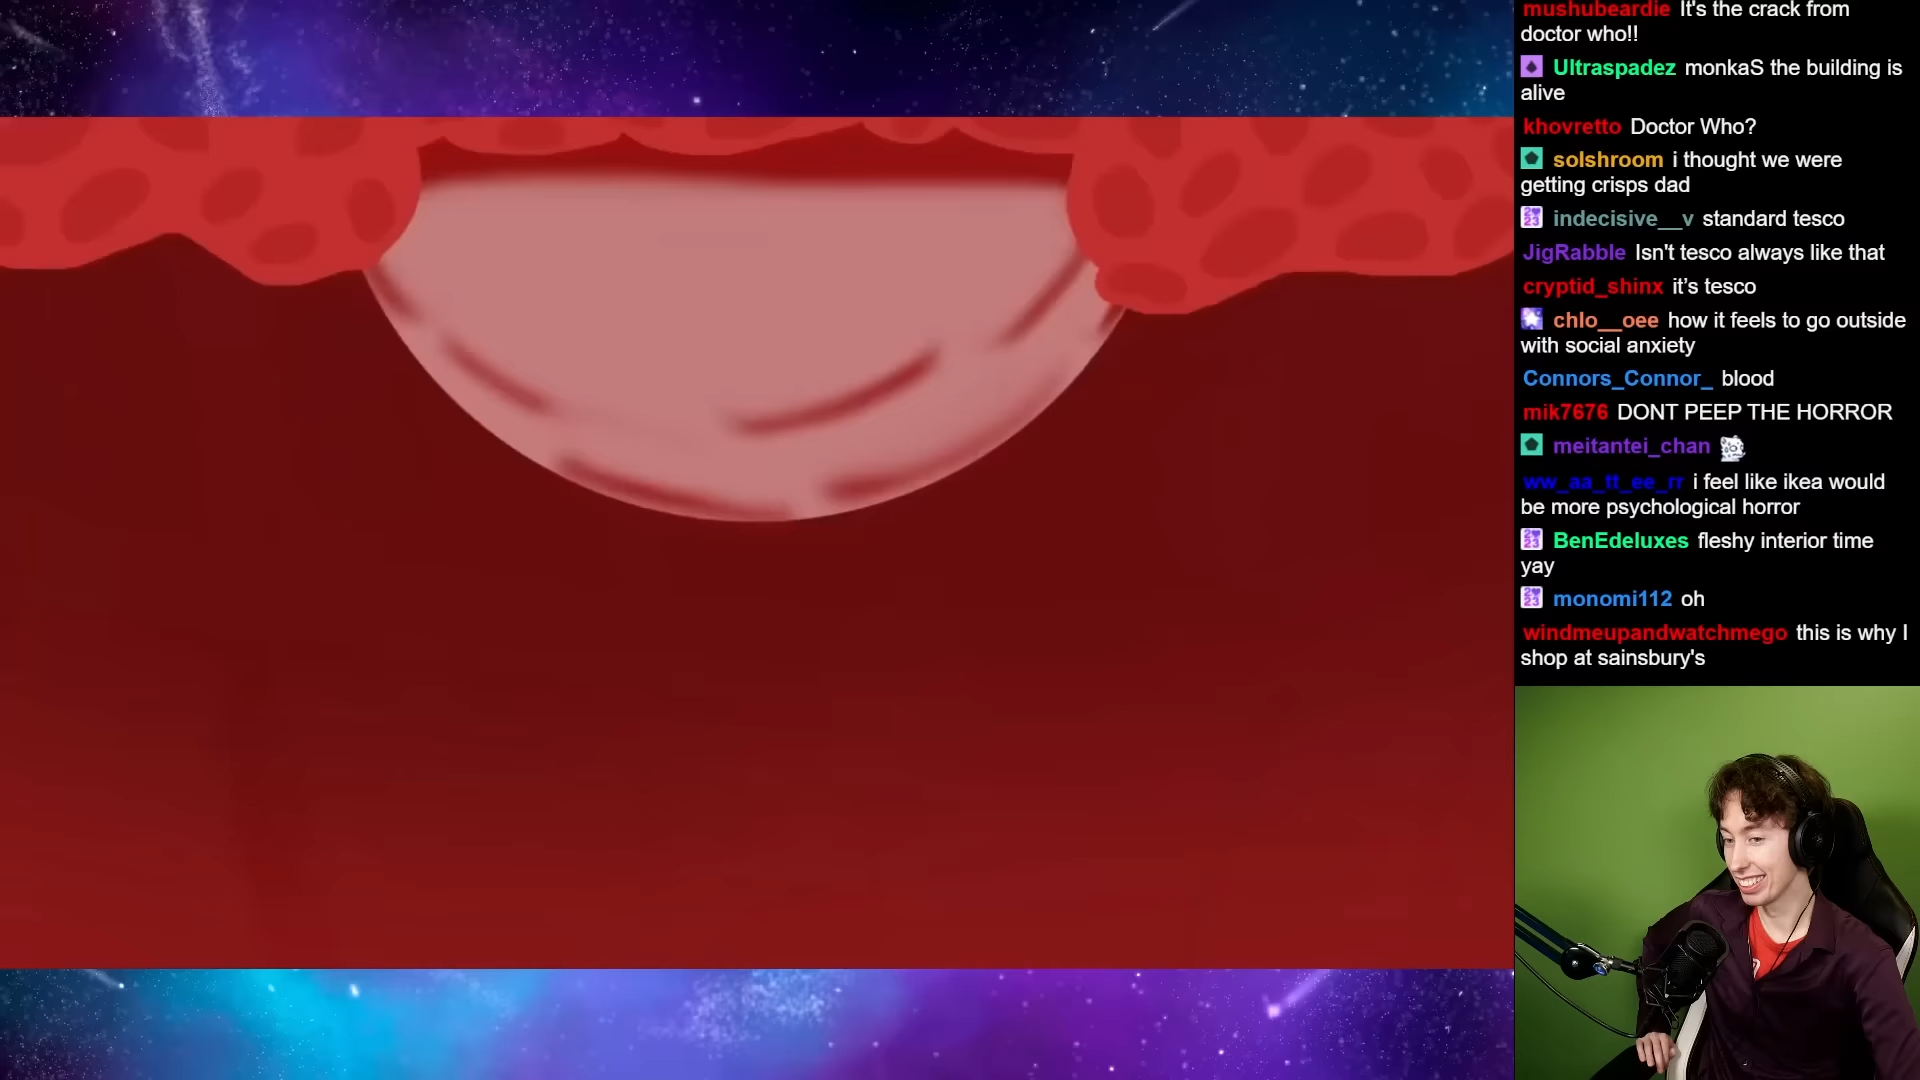 mushubeardie It's the crack from
doctor who!!
Ultraspadez monkaS the building is
alive
khovretto Doctor Who?
solshroom i thought we were
getting crisps dad
indecisive__v standard tesco
JigRabble Isn't tesco always like that
cryptid_shinx it’s tesco
chlo__oee how it feels to go outside
with social anxiety
Connors_Connor_ blood
mik7676 DONT PEEP THE HORROR
meitantei_chan
ww_aa_tt_ee_rr i feel like ikea would
be more psychological horror
BenEdeluxes fleshy interior time
yay
monomi112 oh
windmeupandwatchmego this is why I
shop at sainsbury's